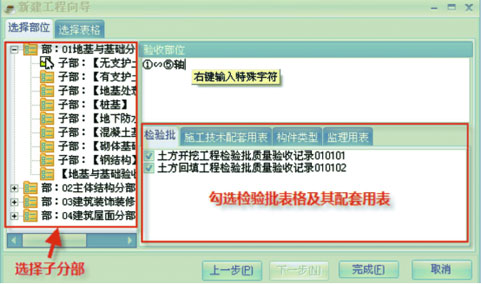 新建工程向导
选择部位 选择表格
部：01地基与基础分
子部：【无支护土
子部：【有支护土
子部：【地基处理
子部：【桩基】
子部：【地下防水
子部：【混凝土基
子部：【砌体基础
子部：【钢结构】
【地基与基础验收
部：02主体结构分部
部：03建筑装饰装修
部：04建筑屋面分部
验收部位
①∽⑤轴
右键输入特殊字符
检验批 施工技术配套用表 构件类型 监理用表
土方开挖工程检验批质量验收记录010101
土方回填工程检验批质量验收记录010102
勾选检验批表格及其配套用表
选择子分部
上一步(P) 下一步(N) 完成(F) 取消